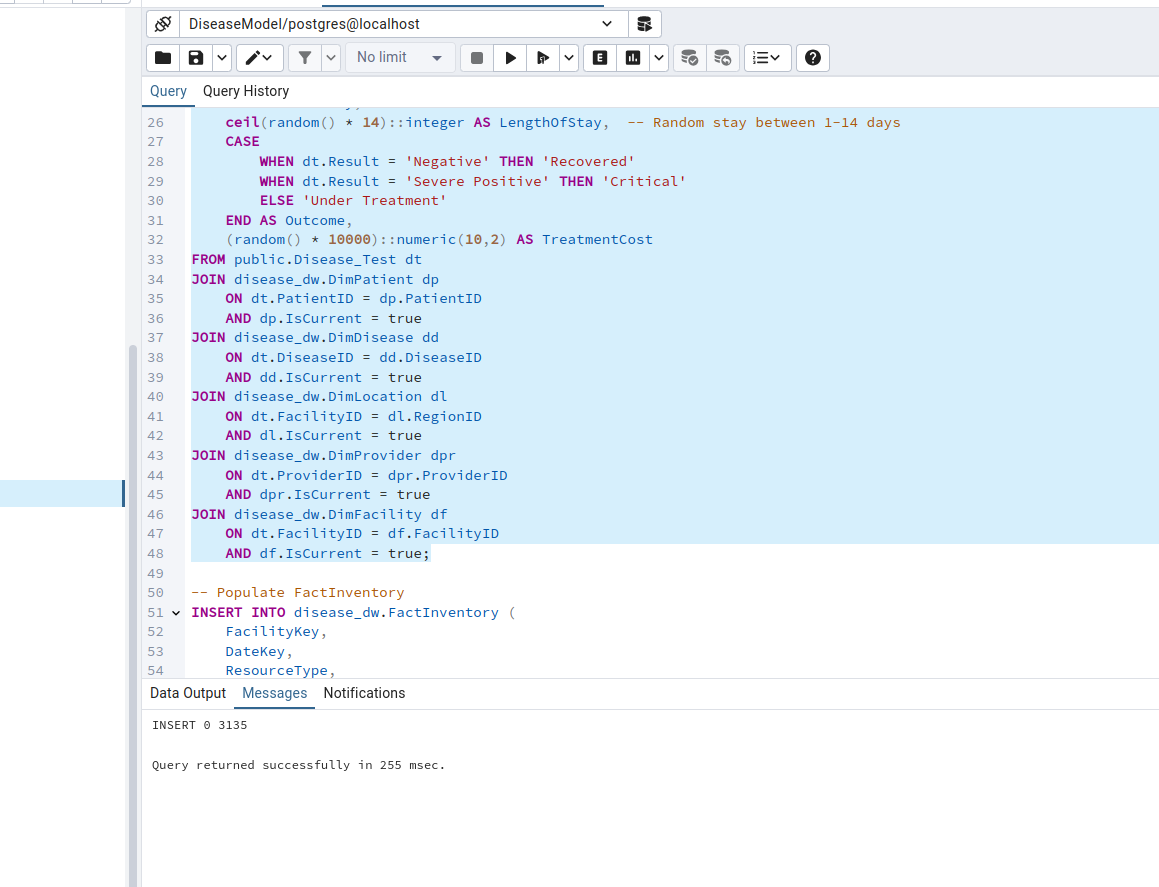 DiseaseModel/postgres@localhost
No limit
Query Query History
26 ceil(random() * 14)::integer AS LengthOfStay, -- Random stay between 1-14 days
27 CASE
28 WHEN dt.Result = 'Negative' THEN 'Recovered'
29 WHEN dt.Result = 'Severe Positive' THEN 'Critical'
30 ELSE 'Under Treatment'
31 END AS Outcome,
32 (random() * 10000)::numeric(10,2) AS TreatmentCost
33 FROM public.Disease_Test dt
34 JOIN disease_dw.DimPatient dp
35 ON dt.PatientID = dp.PatientID
36 AND dp.IsCurrent = true
37 JOIN disease_dw.DimDisease dd
38 ON dt.DiseaseID = dd.DiseaseID
39 AND dd.IsCurrent = true
40 JOIN disease_dw.DimLocation dl
41 ON dt.FacilityID = dl.RegionID
42 AND dl.IsCurrent = true
43 JOIN disease_dw.DimProvider dpr
44 ON dt.ProviderID = dpr.ProviderID
45 AND dpr.IsCurrent = true
46 JOIN disease_dw.DimFacility df
47 ON dt.FacilityID = df.FacilityID
48 AND df.IsCurrent = true;
49
50 -- Populate FactInventory
51 INSERT INTO disease_dw.FactInventory (
52 FacilityKey,
53 DateKey,
54 ResourceType,
Data Output Messages Notifications
INSERT 0 3135
Query returned successfully in 255 msec.